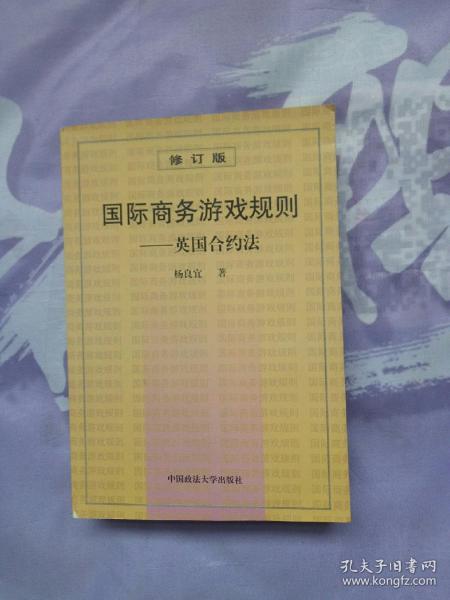 修订版
国际商务游戏规则
——英国合约法
杨良宜 著
中国政法大学出版社
孔夫子旧书网
www.kongfz.com